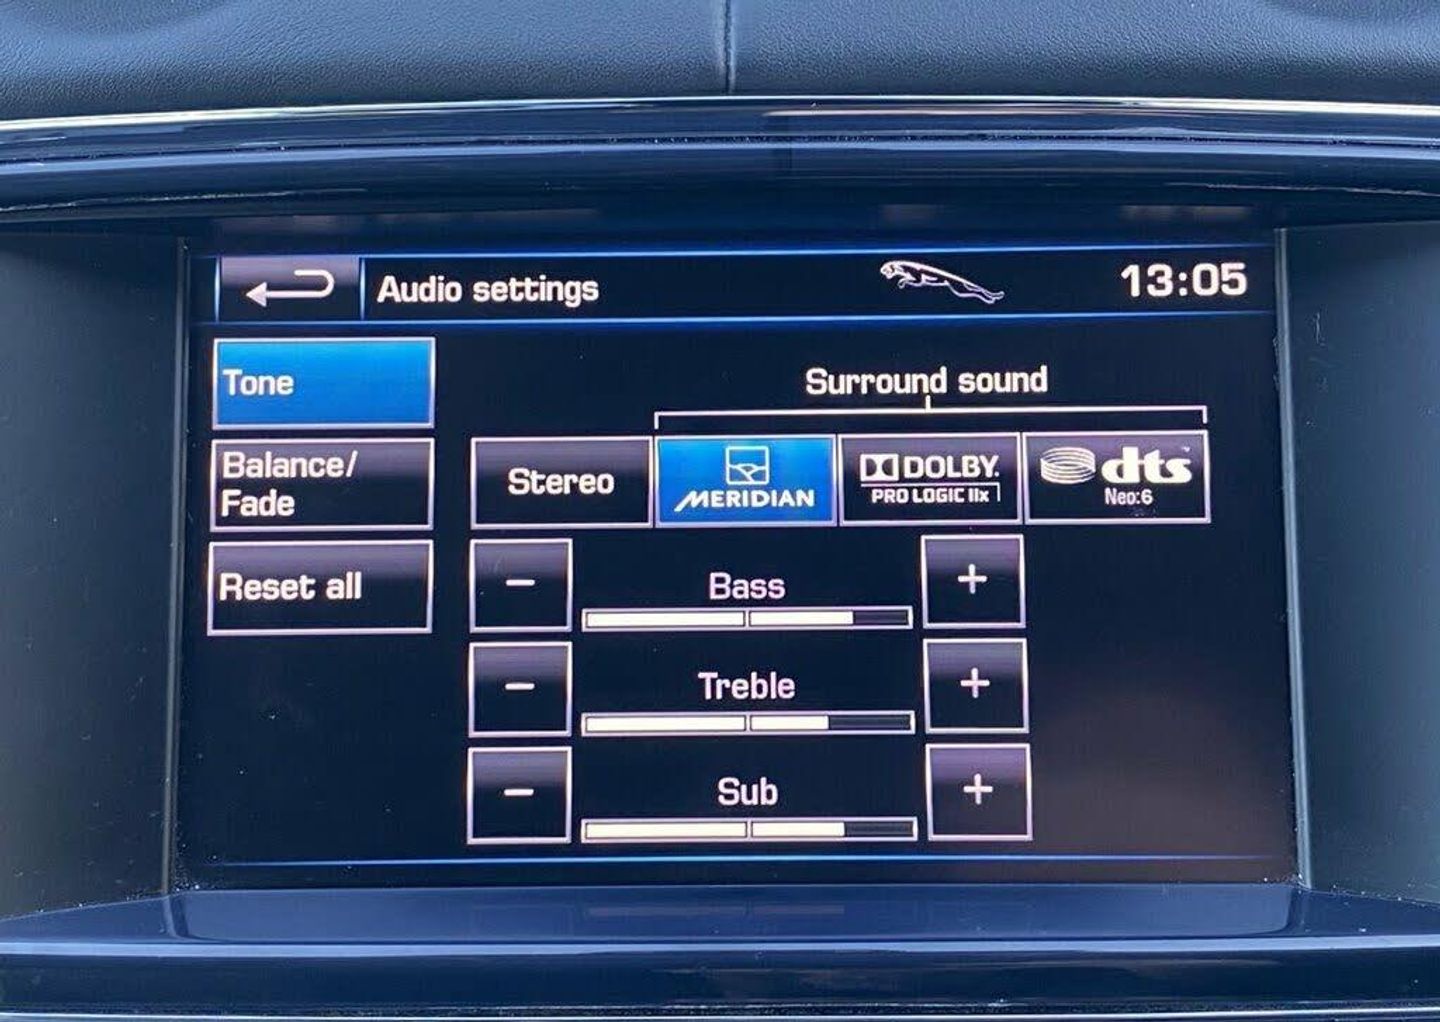 Audio settings
13:05
Tone
Surround sound
Balance/
Fade
Stereo
MERIDIAN
DOLBY
PRO LOGIC IIx
dts
Neo:6
Reset all
−
Bass
+
−
Treble
+
−
Sub
+